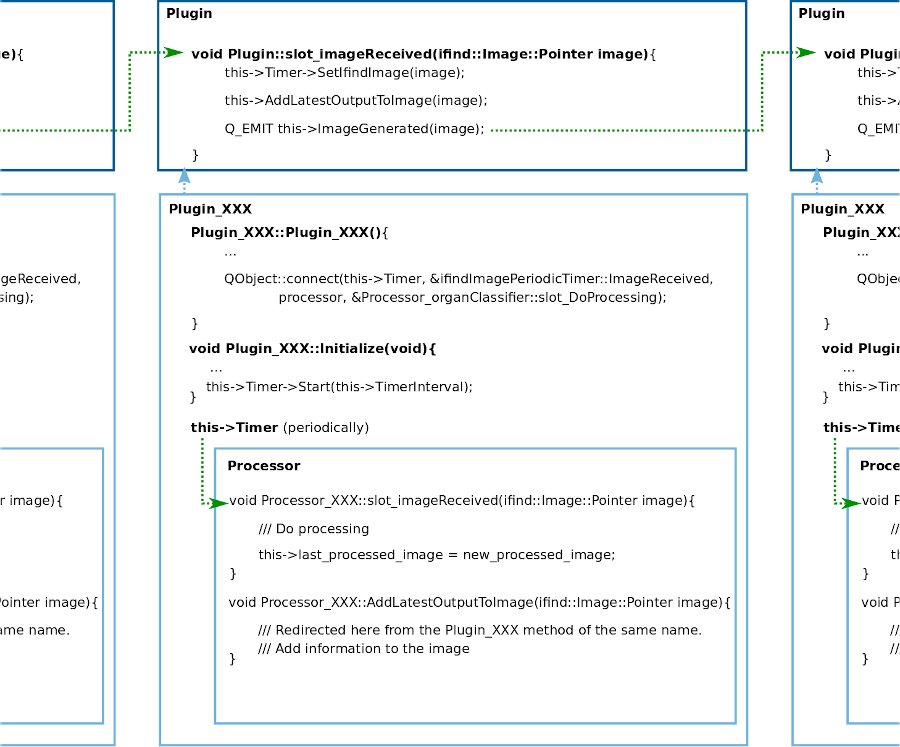 e){
geReceived,
sing);
r image){
Pointer image){
ame name.
Plugin
void Plugin::slot_imageReceived(ifind::Image::Pointer image){
this->Timer->SetIfindImage(image);
this->AddLatestOutputToImage(image);
Q_EMIT this->ImageGenerated(image);
}
Plugin_XXX
Plugin_XXX::Plugin_XXX(){
...
QObject::connect(this->Timer, &ifindImagePeriodicTimer::ImageReceived,
processor, &Processor_organClassifier::slot_DoProcessing);
}
void Plugin_XXX::Initialize(void){
...
this->Timer->Start(this->TimerInterval);
}
this->Timer (periodically)
Processor
void Processor_XXX::slot_imageReceived(ifind::Image::Pointer image){
/// Do processing
this->last_processed_image = new_processed_image;
}
void Processor_XXX::AddLatestOutputToImage(ifind::Image::Pointer image){
/// Redirected here from the Plugin_XXX method of the same name.
/// Add information to the image
}
Plugin
void Plugi
this->
this->
Q_EMI
}
Plugin_XXX
Plugin_XX
...
QObje
}
void Plugi
...
this->Tim
}
this->Time
Proce
void P
//
th
}
void P
//
//
}